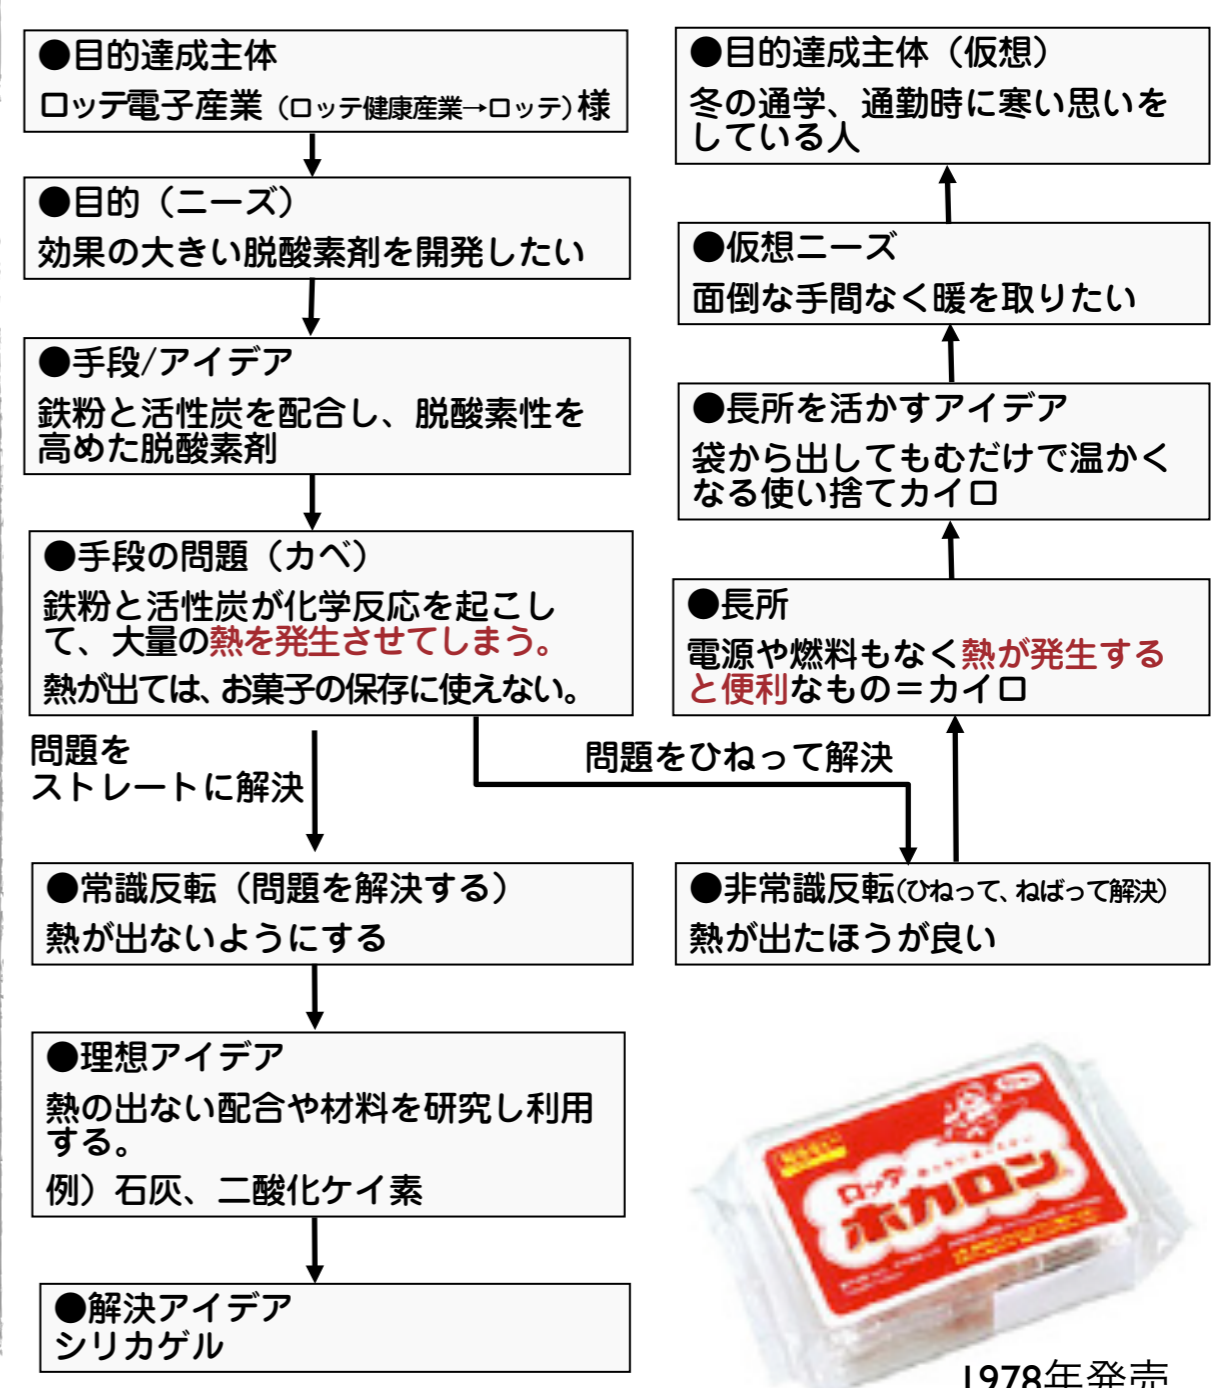 ●目的達成主体
ロッテ電子産業（ロッテ健康産業→ロッテ）様
●目的（ニーズ）
効果の大きい脱酸素剤を開発したい
●手段/アイデア
鉄粉と活性炭を配合し、脱酸素性を
高めた脱酸素剤
●手段の問題（カベ）
鉄粉と活性炭が化学反応を起こし
て、大量の熱を発生させてしまう。
熱が出ては、お菓子の保存に使えない。
問題を
ストレートに解決
●常識反転（問題を解決する）
熱が出ないようにする
●理想アイデア
熱の出ない配合や材料を研究し利用
する。
例）石灰、二酸化ケイ素
●解決アイデア
シリカゲル
問題をひねって解決
●非常識反転(ひねって、ねばって解決)
熱が出たほうが良い
●長所
電源や燃料もなく熱が発生する
と便利なもの＝カイロ
●長所を活かすアイデア
袋から出してもむだけで温かく
なる使い捨てカイロ
●仮想ニーズ
面倒な手間なく暖を取りたい
●目的達成主体（仮想）
冬の通学、通勤時に寒い思いを
している人
ロッテ
ホカロン
1978年発売